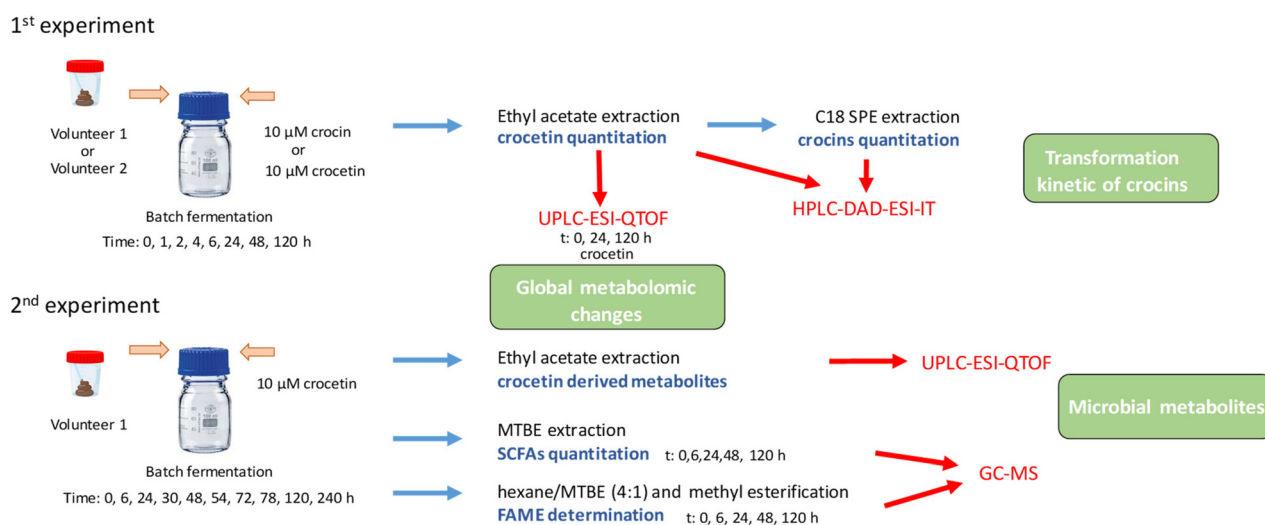 1st experiment
Volunteer 1
or
Volunteer 2
10 µM crocin
or
10 µM crocetin
Batch fermentation
Time: 0, 1, 2, 4, 6, 24, 48, 120 h
Ethyl acetate extraction
crocetin quantitation
C18 SPE extraction
crocins quantitation
UPLC-ESI-QTOF
t: 0, 24, 120 h
crocetin
HPLC-DAD-ESI-IT
Transformation
kinetic of crocins
Global metabolomic
changes
2nd experiment
Volunteer 1
10 µM crocetin
Batch fermentation
Time: 0, 6, 24, 30, 48, 54, 72, 78, 120, 240 h
Ethyl acetate extraction
crocetin derived metabolites
UPLC-ESI-QTOF
MTBE extraction
SCFAs quantitation t: 0,6,24,48, 120 h
hexane/MTBE (4:1) and methyl esterification
FAME determination t: 0, 6, 24, 48, 120 h
GC-MS
Microbial metabolites